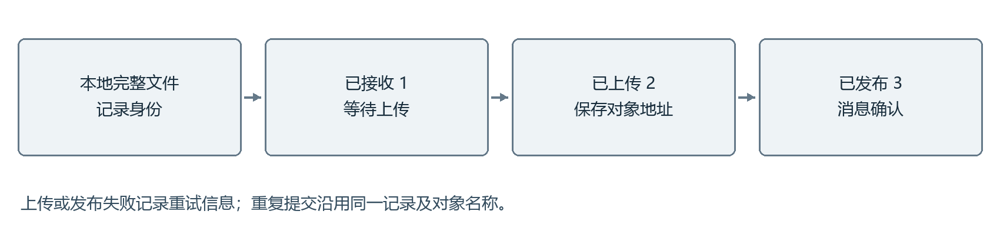 本地完整文件
记录身份
已接收 1
等待上传
已上传 2
保存对象地址
已发布 3
消息确认
上传或发布失败记录重试信息；重复提交沿用同一记录及对象名称。